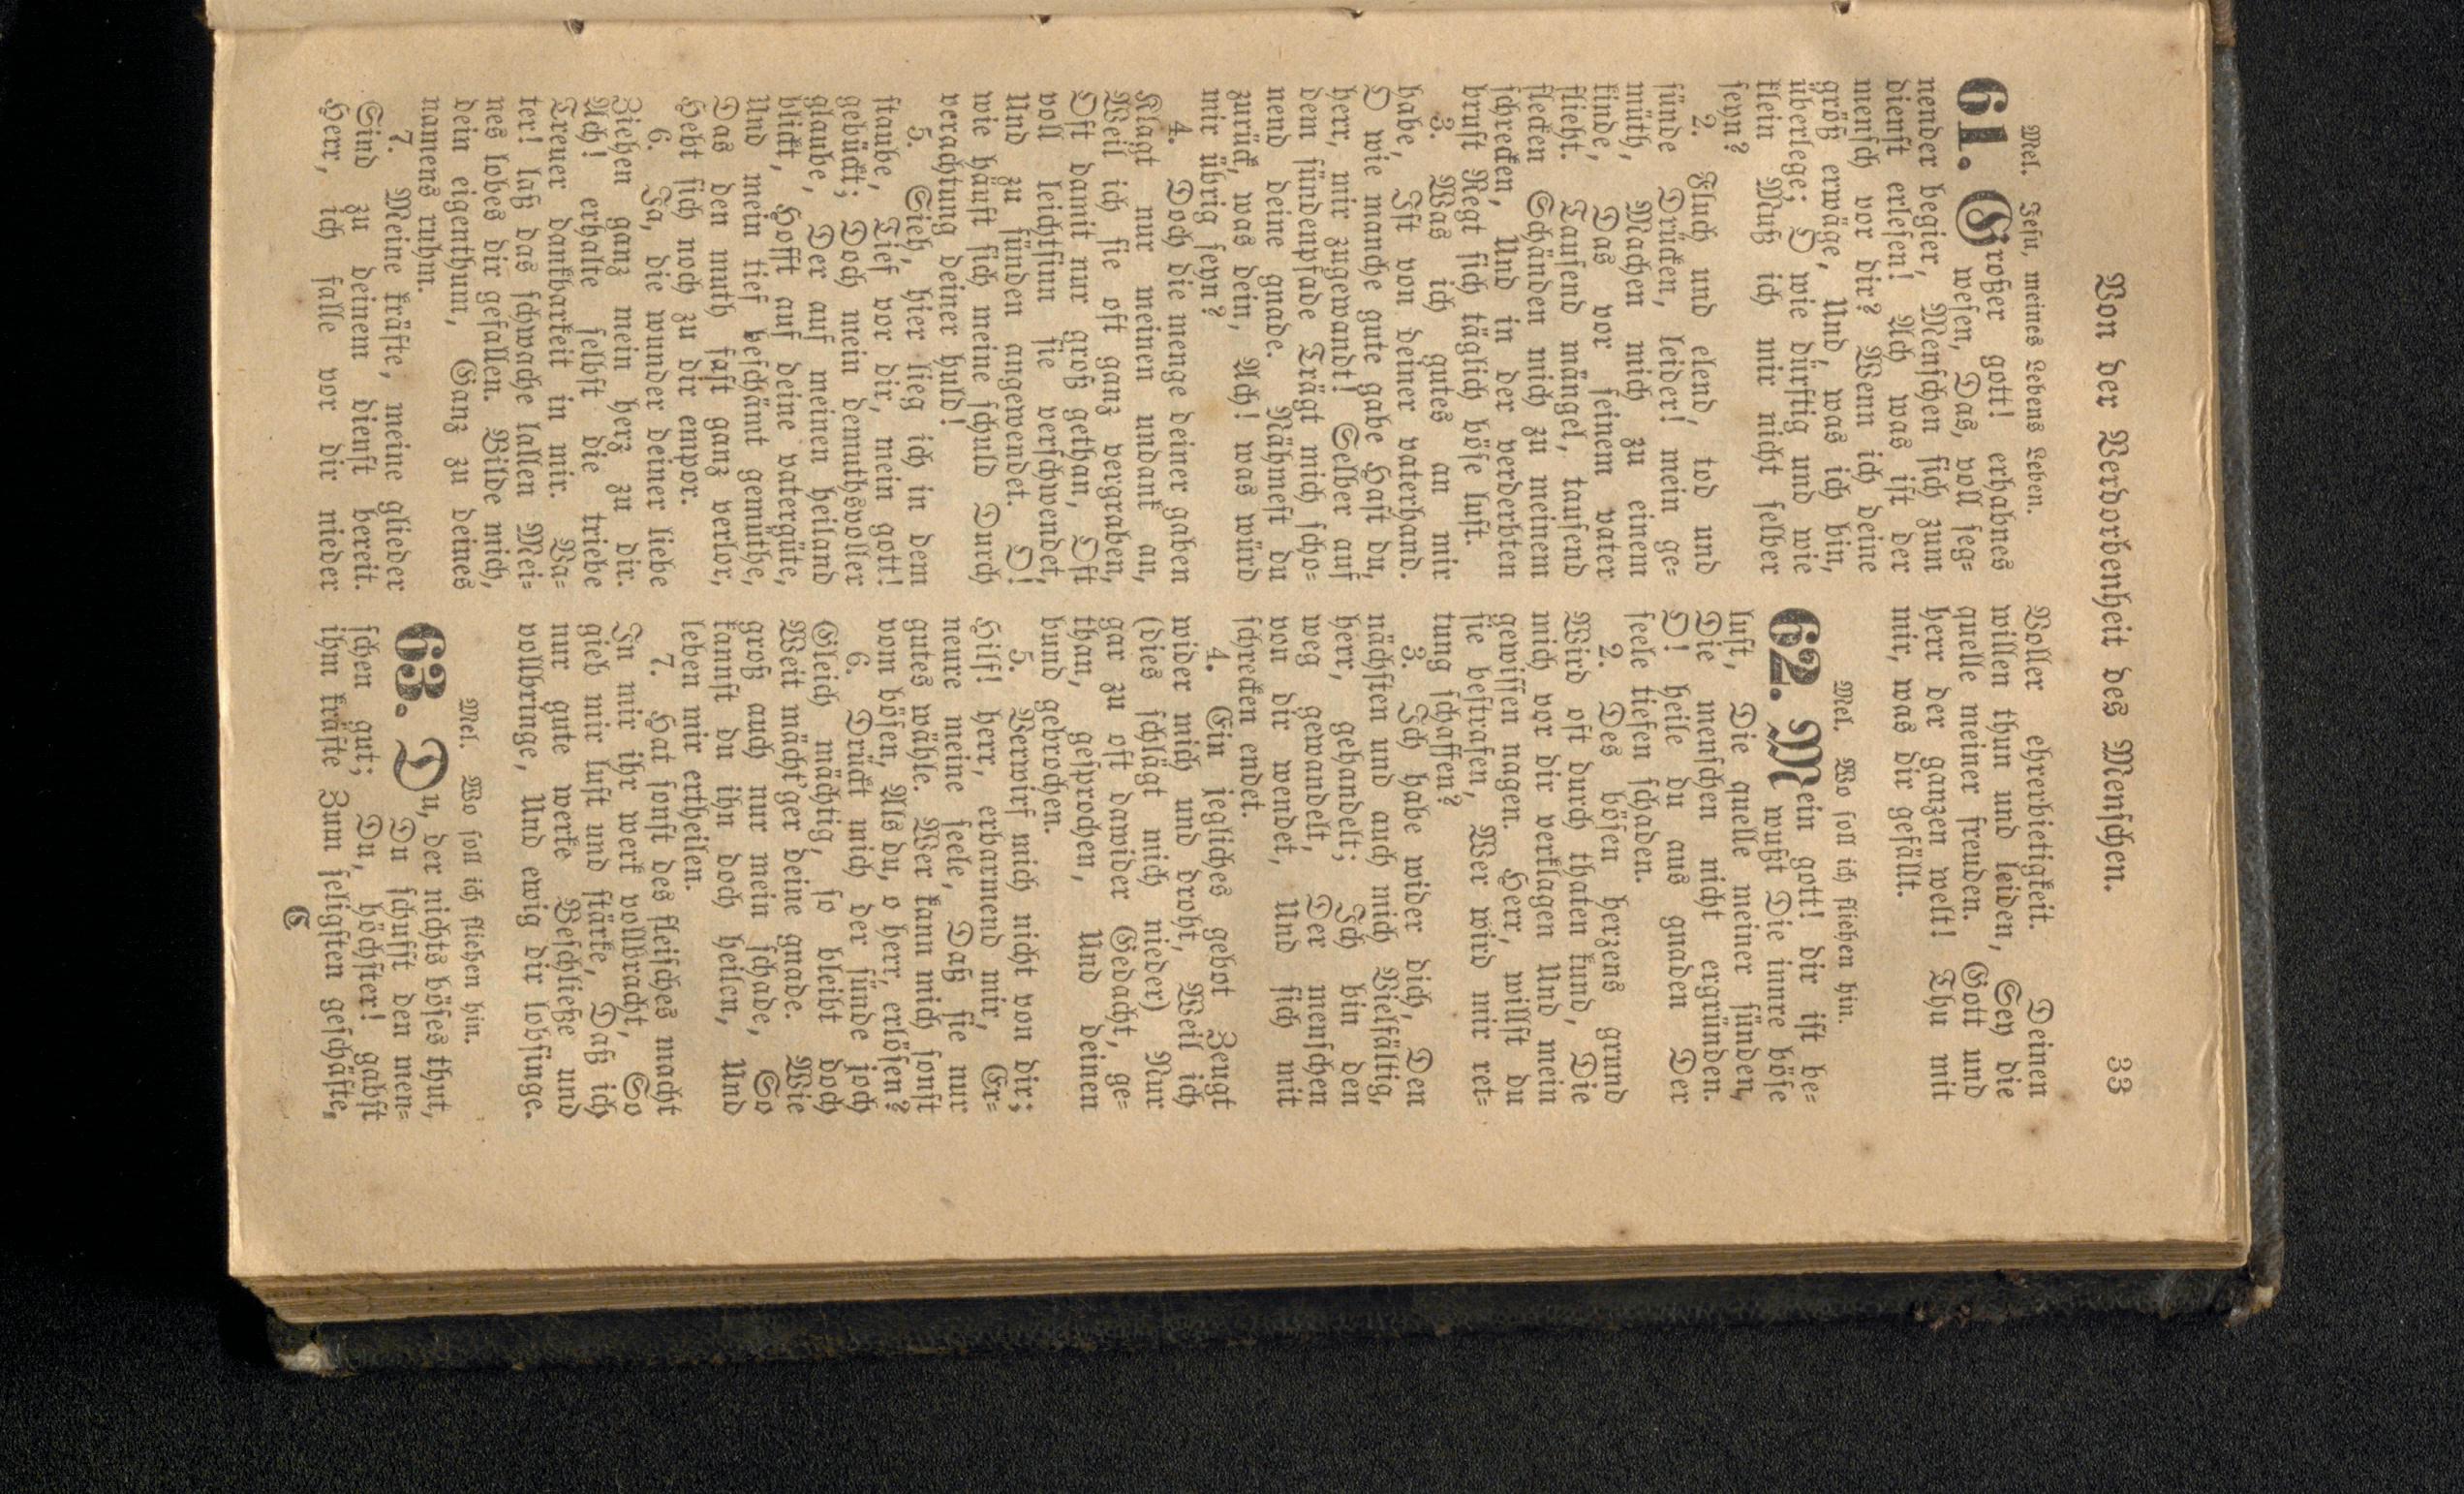 Von der Verdorbenheit des Menschen. 33
Mel. Jesu, meines Lebens Leben.
61. Großer gott! erhabnes
wesen, Das, voll seg-
nender begier, Menschen sich zum
dienst erlesen! Ach was ist der
mensch vor dir? Wenn ich deine
größ erwäge, Und, was ich bin,
überlege; O wie dürftig und wie
klein Muß ich mir nicht selber
seyn?
2. Fluch und elend, tod und
sünde Drücken, leider! mein ge-
müth, Machen mich zu einem
kinde, Das vor seinem vater
flieht. Tausend mängel, tausend
flecken Schänden mich zu meinem
schrecken, Und in der verderbten
brust Regt sich täglich böse lust.
3. Was ich gutes an mir
habe, Ist von deiner vaterhand.
O wie manche gute gabe Hast du,
herr, mir zugewandt! Selber auf
dem sündenpfade Trägt mich scho-
nend deine gnade. Nähmest du
zurück, was dein, Ach! was würd
mir übrig seyn?
4. Doch die menge deiner gaben
Klagt nur meinen undank an,
Weil ich sie oft ganz vergraben,
Oft damit nur groß gethan, Oft
voll leichtsinn sie verschwendet,
Und zu sünden angewendet. O!
wie häuft sich meine schuld Durch
verachtung deiner huld!
5. Sieh, hier lieg ich in dem
staube, Tief vor dir, mein gott!
gebückt; Doch mein demuthsvoller
glaube, Der auf meinen heiland
blickt, Hofft auf deine vatergüte,
Und mein tief beschämt gemüthe,
Das den muth fast ganz verlor,
Hebt sich noch zu dir empor.
6. Ja, die wunder deiner liebe
Ziehen ganz mein herz zu dir.
Ach! erhalte selbst die triebe
Treuer dankbarkeit in mir. Va-
ter! laß das schwache lallen Mei-
nes lobes dir gefallen. Bilde mich,
dein eigenthum, Ganz zu deines
namens ruhm.
7. Meine kräfte, meine glieder
Sind zu deinem dienst bereit.
Herr, ich falle vor dir nieder
Voller ehrerbietigkeit. Deinen
willen thun und leiden, Sey die
quelle meiner freuden. Gott und
herr der ganzen welt! Thu mit
mir, was dir gefällt.
Mel. Wo soll ich fliehen hin.
62. Mein gott! dir ist be-
wußt Die innre böse
lust, Die quelle meiner sünden,
Die menschen nicht ergründen.
O! heile du aus gnaden Der
seele tiefen schaden.
2. Des bösen herzens grund
Wird oft durch thaten kund, Die
mich vor dir verklagen Und mein
gewissen nagen. Herr, willst du
sie bestrafen, Wer wird mir ret-
tung schaffen?
3. Ich habe wider dich, Den
nächsten und auch mich Vielfältig,
herr, gehandelt; Ich bin den
weg gewandelt, Der menschen
von dir wendet, Und sich mit
schrecken endet.
4. Ein jegliches gebot Zeugt
wider mich und droht, Weil ich
(dies schlägt mich nieder) Nur
gar zu oft dawider Gedacht, ge-
than, gesprochen, Und deinen
bund gebrochen.
5. Verwirf mich nicht von dir;
Hilf! herr, erbarmend mir, Er-
neure meine seele, Daß sie nur
gutes wähle. Wer kann mich sonst
vom bösen, Als du, o herr, erlösen?
6. Drückt mich der sünde joch
Gleich mächtig, so bleibt doch
Weit mächt'ger deine gnade. Wie
groß auch nur mein schade, So
kannst du ihn doch heilen, Und
leben mir ertheilen.
7. Hat sonst des fleisches macht
In mir ihr werk vollbracht, So
gieb mir lust und stärke, Daß ich
nur gute werke Beschließe und
vollbringe, Und ewig dir lobsinge.
Mel. Wo soll ich fliehen hin.
63. Du, der nichts böses thut,
Du schufst den men-
schen gut; Du, höchster! gabst
ihm kräfte Zum seligsten geschäfte,
C